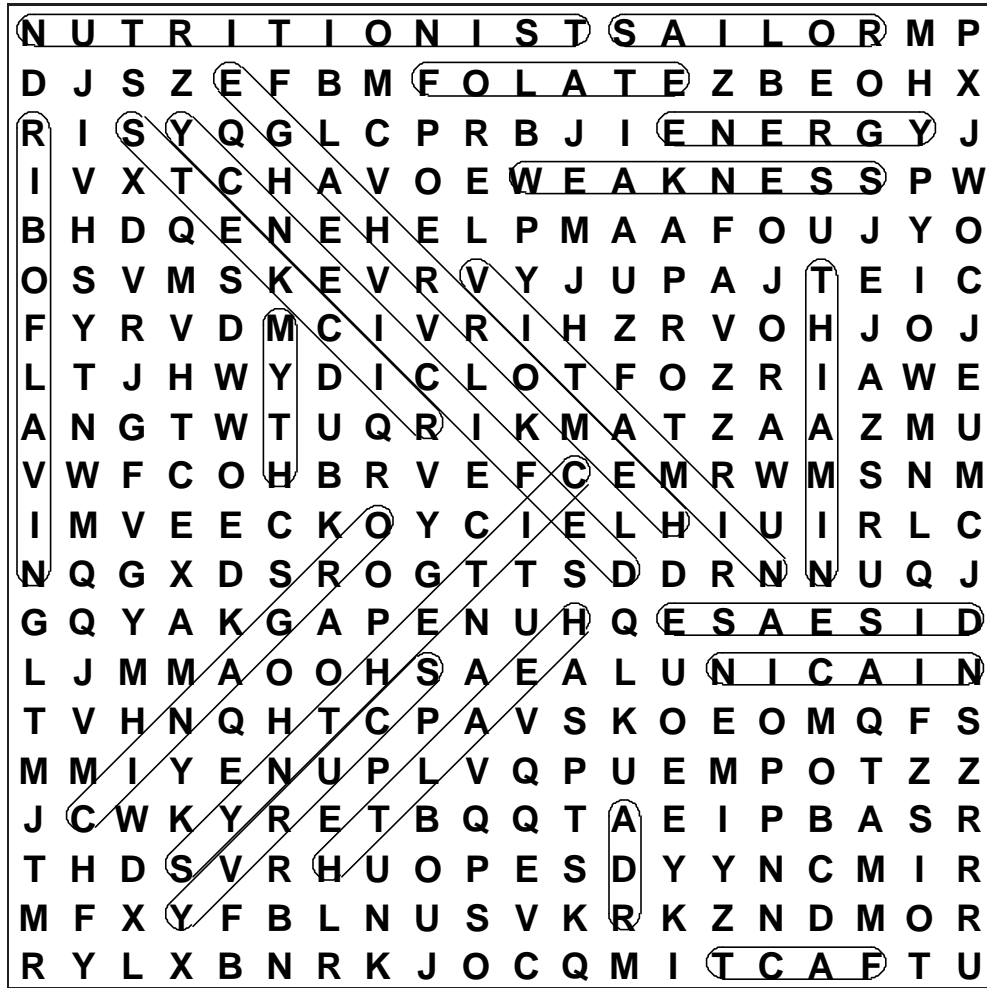 N U T R I T I O N I S T S A I L O R M P
D J S Z E F B M F O L A T E Z B E O H X
R I S Y Q G L C P R B J I E N E R G Y J
I V X T C H A V O E W E A K N E S S P W
B H D Q E N E H E L P M A A F O U J Y O
O S V M S K E V R V Y J U P A J T E I C
F Y R V D M C I V R I H Z R V O H J O J
L T J H W Y D I C L O T F O Z R I A W E
A N G T W T U Q R I K M A T Z A A Z M U
V W F C O H B R V E F C E M R W M S N M
I M V E E C K O Y C I E L H I U I R L C
N Q G X D S R O G T T S D D R N N U Q J
G Q Y A K G A P E N U H Q E S A E S I D
L J M M A O O H S A E A L U N I C A I N
T V H N Q H T C P A V S K O E O M Q F S
M M I Y E N U P L V Q P U E M P O T Z Z
J C W K Y R E T B Q Q T A E I P B A S R
T H D S V R H U O P E S D Y Y N C M I R
M F X Y F B L N U S V K R K Z N D M O R
R Y L X B N R K J O C Q M I T C A F T U